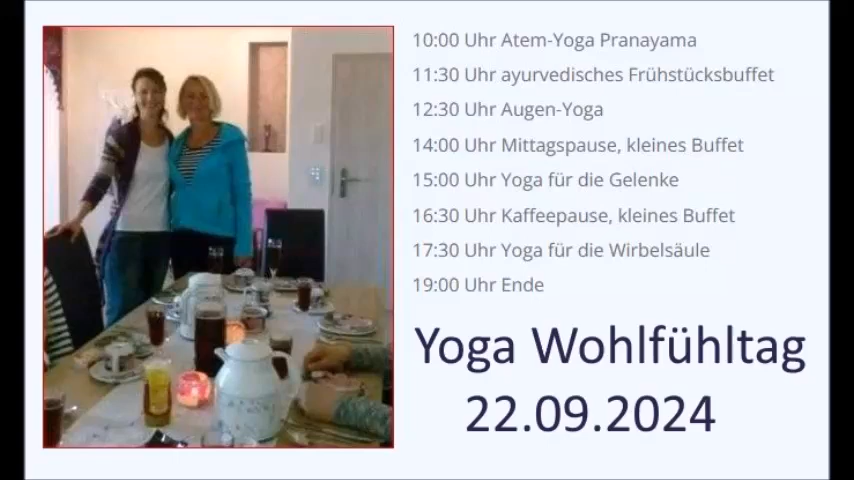 10:00 Uhr Atem-Yoga Pranayama
11:30 Uhr ayurvedisches Frühstücksbuffet
12:30 Uhr Augen-Yoga
14:00 Uhr Mittagspause, kleines Buffet
15:00 Uhr Yoga für die Gelenke
16:30 Uhr Kaffeepause, kleines Buffet
17:30 Uhr Yoga für die Wirbelsäule
19:00 Uhr Ende
Yoga Wohlfühltag
22.09.2024